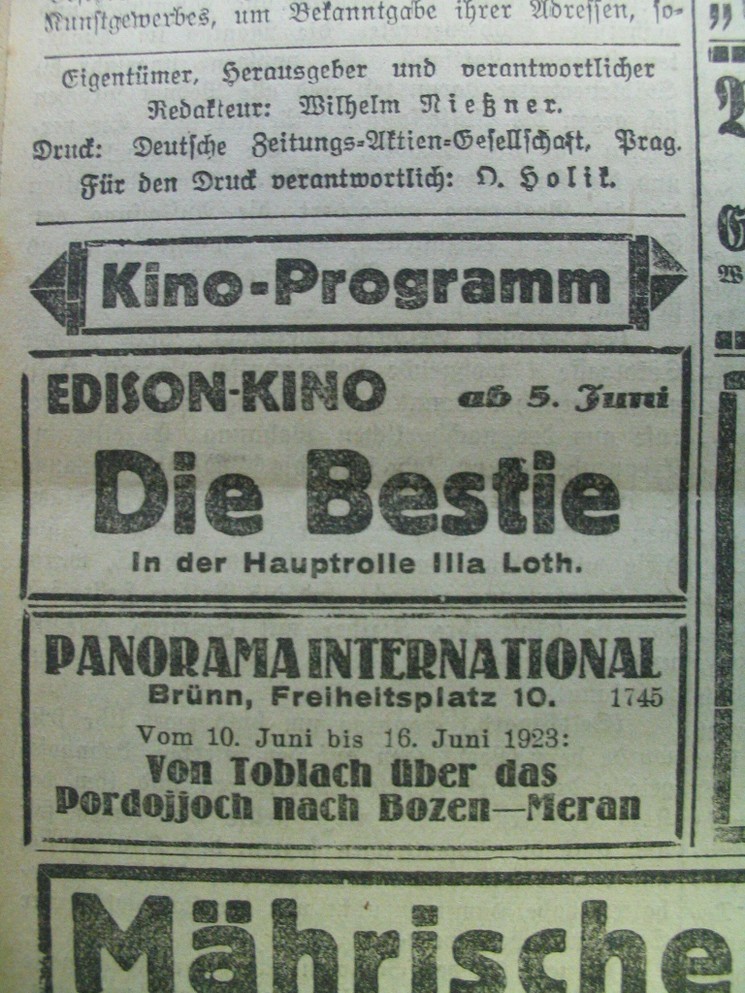 Kunstgewerbes, um Bekanntgabe ihrer Adressen, so-
Eigentümer, Herausgeber und verantwortlicher
Redakteur: Wilhelm Nießner.
Druck: Deutsche Zeitungs-Aktien-Gesellschaft, Prag.
Für den Druck verantwortlich: O. Holik.
Kino-Programm
EDISON-KINO ab 5. Juni
Die Bestie
In der Hauptrolle Illa Loth.
PANORAMA INTERNATIONAL
Brünn, Freiheitsplatz 10. 1745
Vom 10. Juni bis 16. Juni 1923:
Von Toblach über das
Pordojjoch nach Bozen—Meran
Mährische